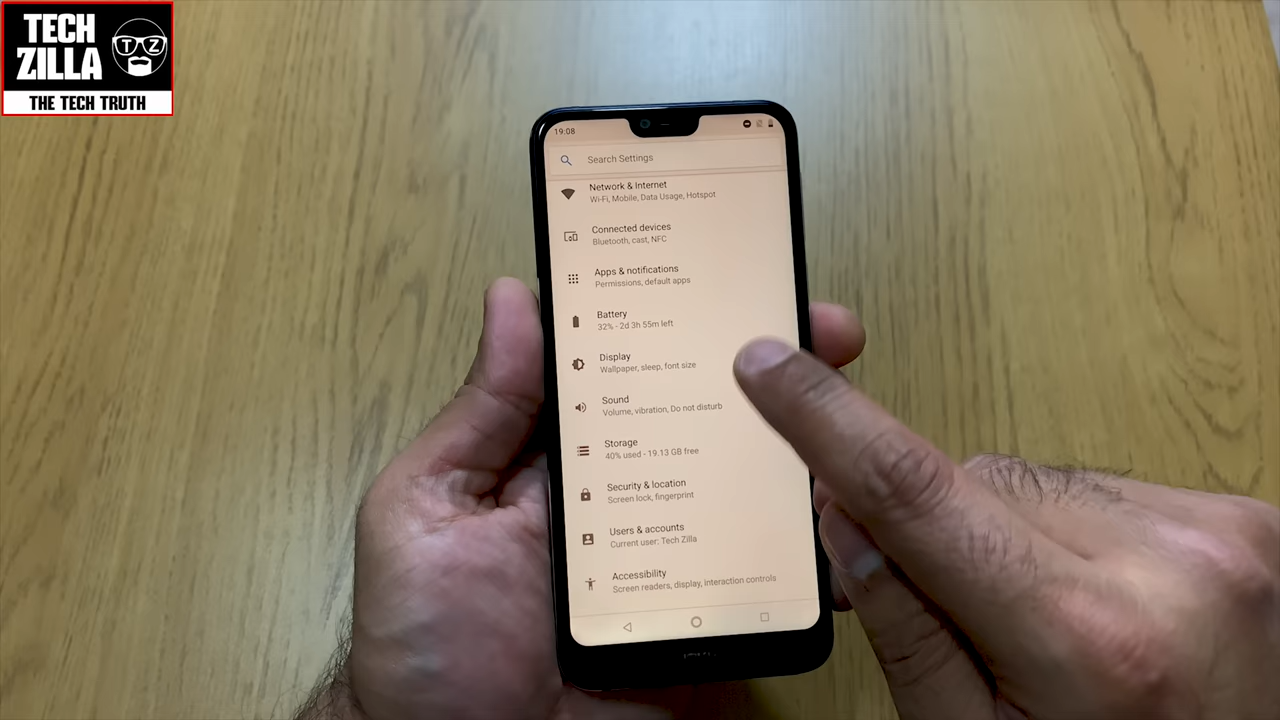 TECH
ZILLA
T Z
THE TECH TRUTH
19:08
Search Settings
Network & Internet
Wi-Fi, Mobile, Data Usage, Hotspot
Connected devices
Bluetooth, cast, NFC
Apps & notifications
Permissions, default apps
Battery
32% - 2d 3h 55m left
Display
Wallpaper, sleep, font size
Sound
Volume, vibration, Do not disturb
Storage
40% used - 19.13 GB free
Security & location
Screen lock, fingerprint
Users & accounts
Current user: Tech Zilla
Accessibility
Screen readers, display, interaction controls